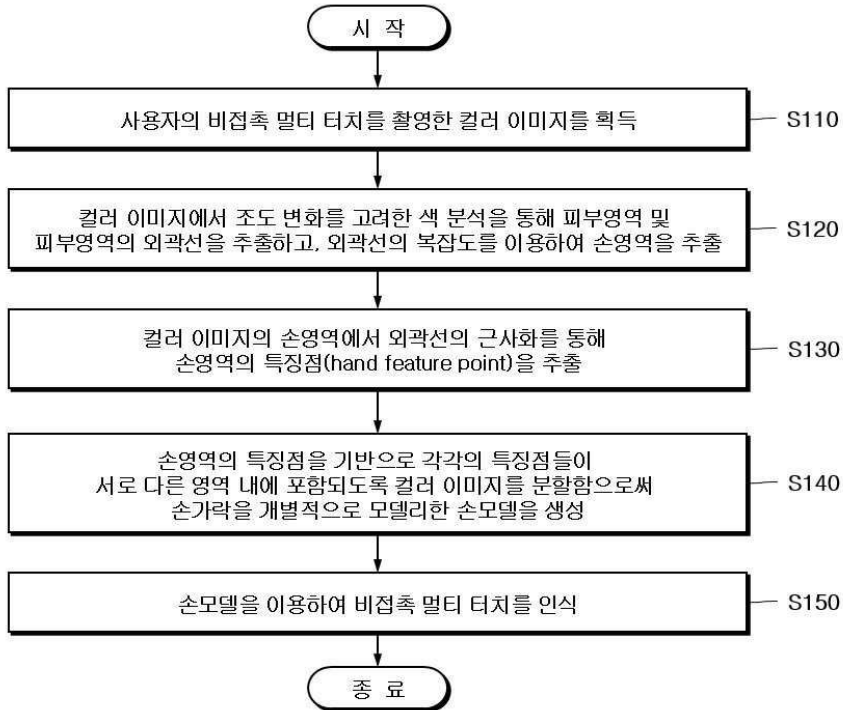 시 작
사용자의 비접촉 멀티 터치를 촬영한 컬러 이미지를 획득
S110
컬러 이미지에서 조도 변화를 고려한 색 분석을 통해 피부영역 및
피부영역의 외곽선을 추출하고, 외곽선의 복잡도를 이용하여 손영역을 추출
S120
컬러 이미지의 손영역에서 외곽선의 근사화를 통해
손영역의 특징점(hand feature point)을 추출
S130
손영역의 특징점을 기반으로 각각의 특징점들이
서로 다른 영역 내에 포함되도록 컬러 이미지를 분할함으로써
손가락을 개별적으로 모델리한 손모델을 생성
S140
손모델을 이용하여 비접촉 멀티 터치를 인식
S150
종 료